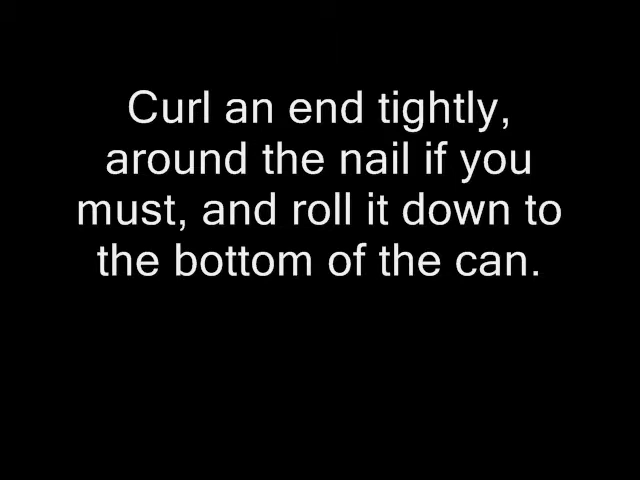 Curl an end tightly,
around the nail if you
must, and roll it down to
the bottom of the can.